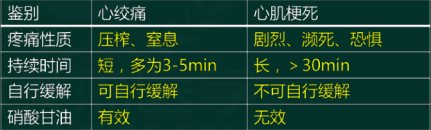 鉴别 心绞痛 心肌梗死
疼痛性质 压榨、窒息 剧烈、濒死、恐惧
持续时间 短，多为3-5min 长，＞30min
自行缓解 可自行缓解 不可自行缓解
硝酸甘油 有效 无效